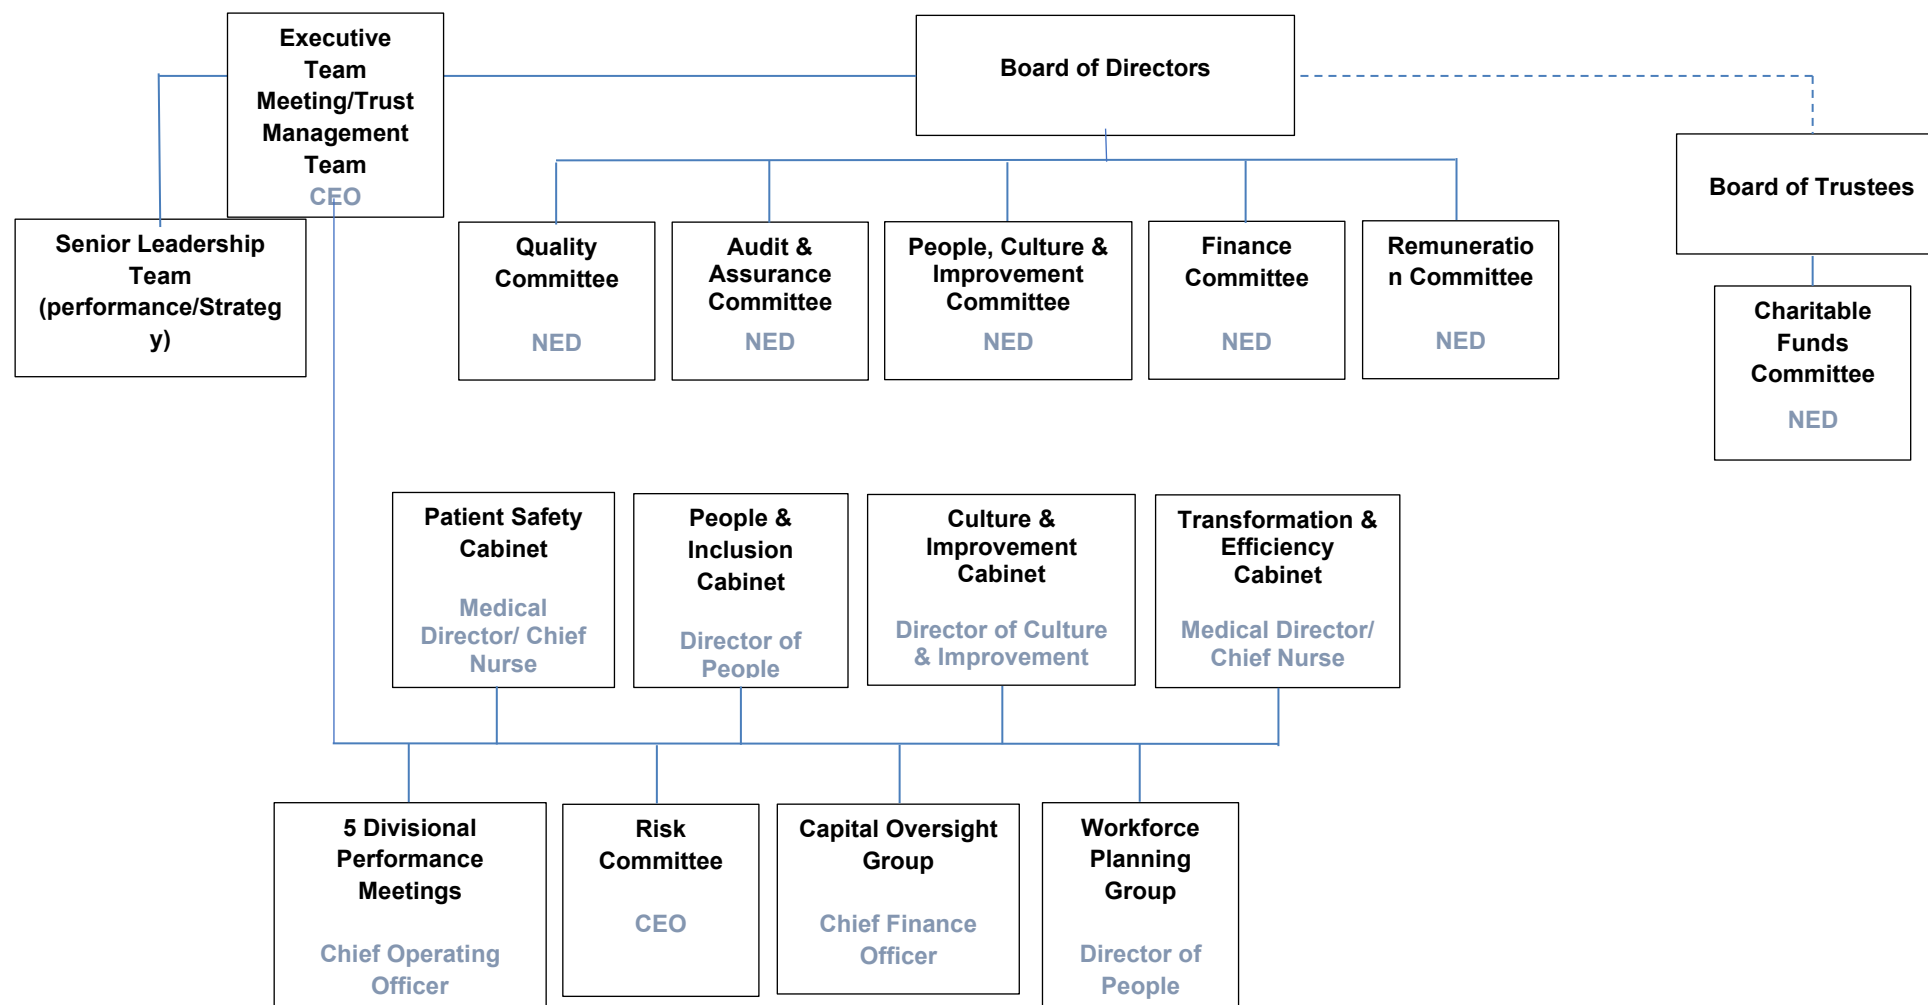 Executive
Team
Meeting/Trust
Management
Team
CEO
Board of Directors
Board of Trustees
Senior Leadership
Team
(performance/Strateg
y)
Quality
Committee
NED
Audit &
Assurance
Committee
NED
People, Culture &
Improvement
Committee
NED
Finance
Committee
NED
Remuneratio
n Committee
NED
Charitable
Funds
Committee
NED
Patient Safety
Cabinet
Medical
Director/ Chief
Nurse
People &
Inclusion
Cabinet
Director of
People
Culture &
Improvement
Cabinet
Director of Culture
& Improvement
Transformation &
Efficiency
Cabinet
Medical Director/
Chief Nurse
5 Divisional
Performance
Meetings
Chief Operating
Officer
Risk
Committee
CEO
Capital Oversight
Group
Chief Finance
Officer
Workforce
Planning
Group
Director of
People